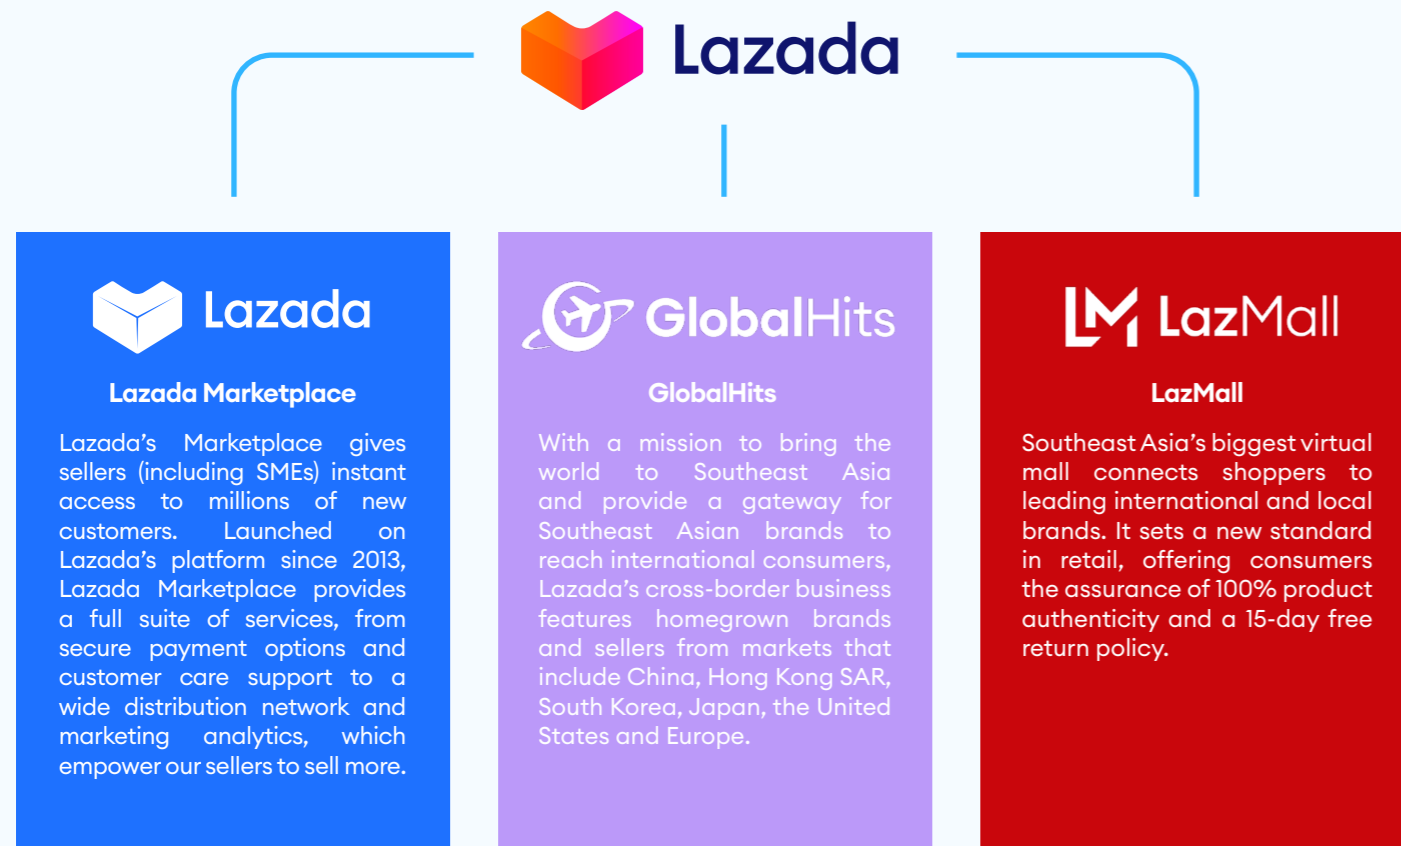 Lazada
Lazada
Lazada Marketplace
Lazada's Marketplace gives
sellers (including SMEs) instant
access to millions of new
customers. Launched on
Lazada's platform since 2013,
Lazada Marketplace provides
a full suite of services, from
secure payment options and
customer care support to a
wide distribution network and
marketing analytics, which
empower our sellers to sell more.
GlobalHits
GlobalHits
With a mission to bring the
world to Southeast Asia
and provide a gateway for
Southeast Asian brands to
reach international consumers,
Lazada's cross-border business
features homegrown brands
and sellers from markets that
include China, Hong Kong SAR,
South Korea, Japan, the United
States and Europe.
LM LazMall
LazMall
Southeast Asia's biggest virtual
mall connects shoppers to
leading international and local
brands. It sets a new standard
in retail, offering consumers
the assurance of 100% product
authenticity and a 15-day free
return policy.